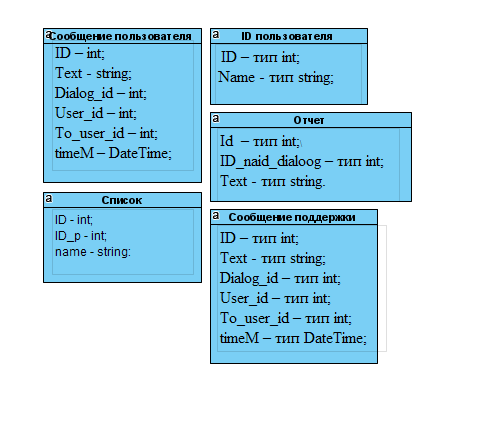 a Сообщение пользователя
ID – int;
Text - string;
Dialog_id – int;
User_id – int;
To_user_id – int;
timeM – DateTime;
a ID пользователя
ID – тип int;
Name - тип string;
a Отчет
Id – тип int;
ID_naid_dialoog – тип int;
Text - тип string.
a Список
ID - int;
ID_p - int;
name - string:
a Сообщение поддержки
ID – тип int;
Text - тип string;
Dialog_id – тип int;
User_id – тип int;
To_user_id – тип int;
timeM – тип DateTime;